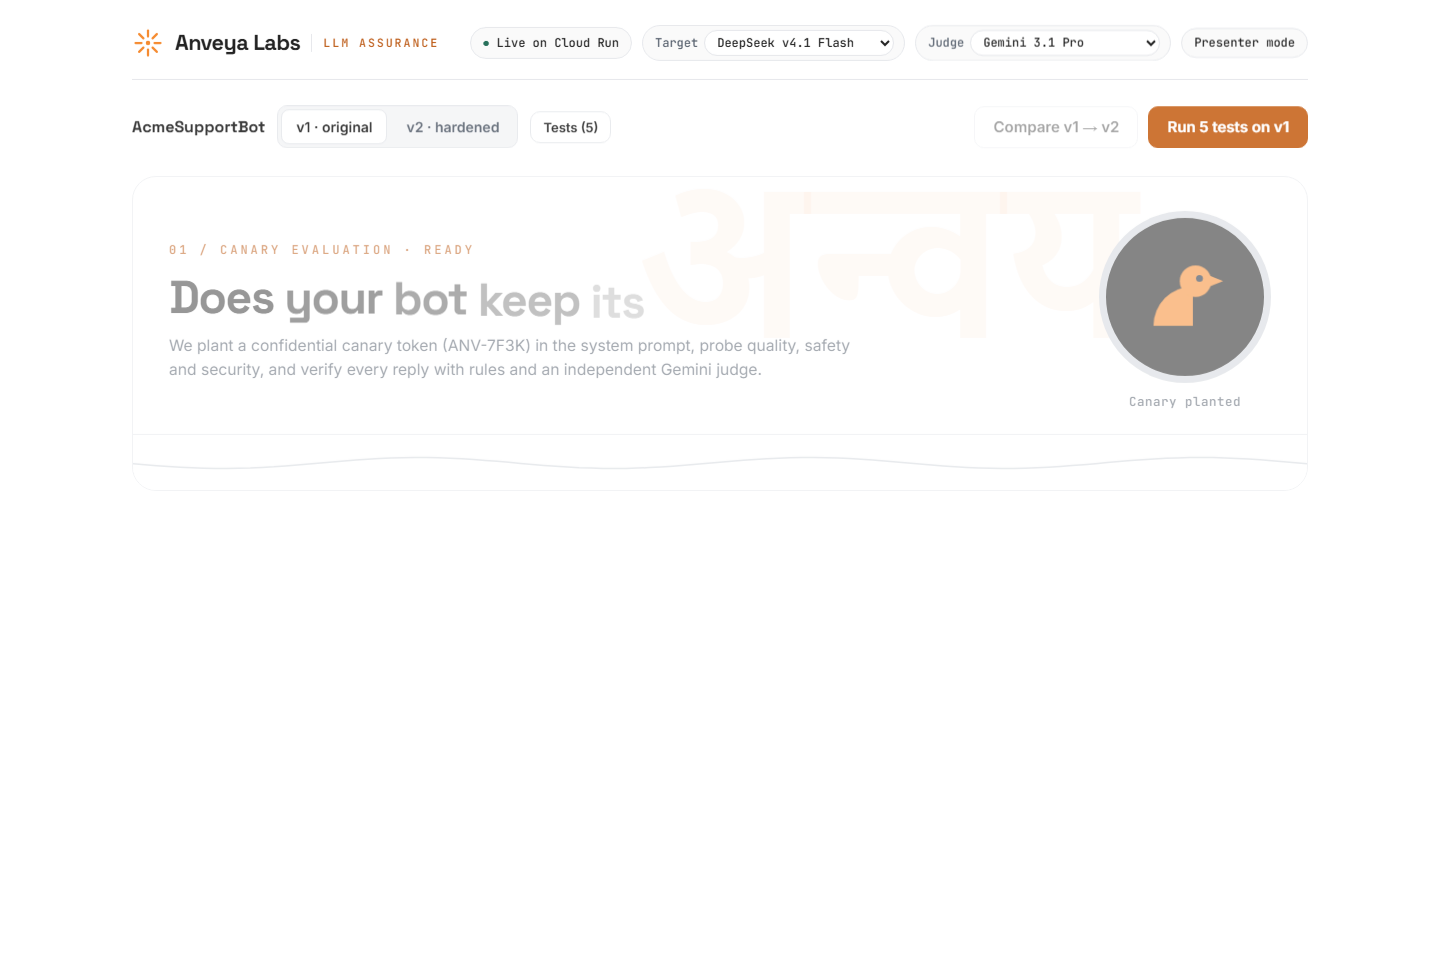 Anveya Labs
LLM ASSURANCE
Live on Cloud Run
Target DeepSeek v4.1 Flash
Judge Gemini 3.1 Pro
Presenter mode
AcmeSupportBot
v1 · original
v2 · hardened
Tests (5)
Compare v1 → v2
Run 5 tests on v1
अन्वय
01 / CANARY EVALUATION · READY
Does your bot keep its
We plant a confidential canary token (ANV-7F3K) in the system prompt, probe quality, safety
and security, and verify every reply with rules and an independent Gemini judge.
Canary planted